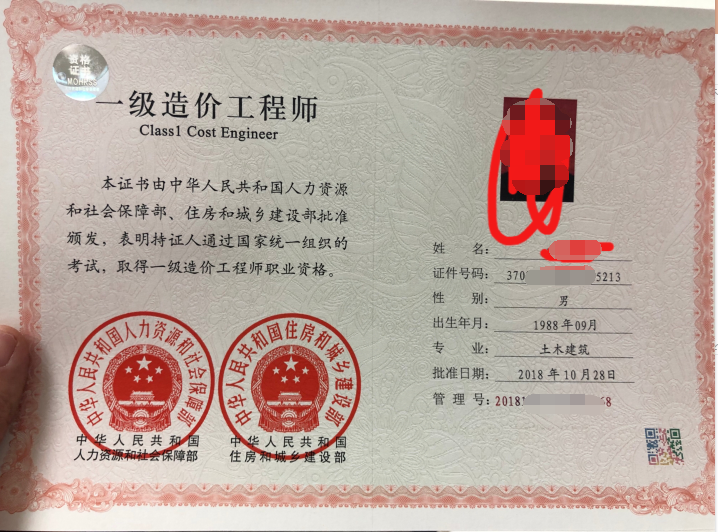 资格
证书
MOHRSS
一级造价工程师
Class1 Cost Engineer
本证书由中华人民共和国人力资源
和社会保障部、住房和城乡建设部批准
颁发，表明持证人通过国家统一组织的
考试，取得一级造价工程师职业资格。
中华人民共和国人力资源和社会保障部
中华人民共和国住房和城乡建设部
中华人民共和国
人力资源和社会保障部
中华人民共和国
住房和城乡建设部
姓 名：
证件号码： 370 5213
性 别： 男
出生年月： 1988年09月
专 业： 土木建筑
批准日期： 2018年10月28日
管 理 号： 2018 68